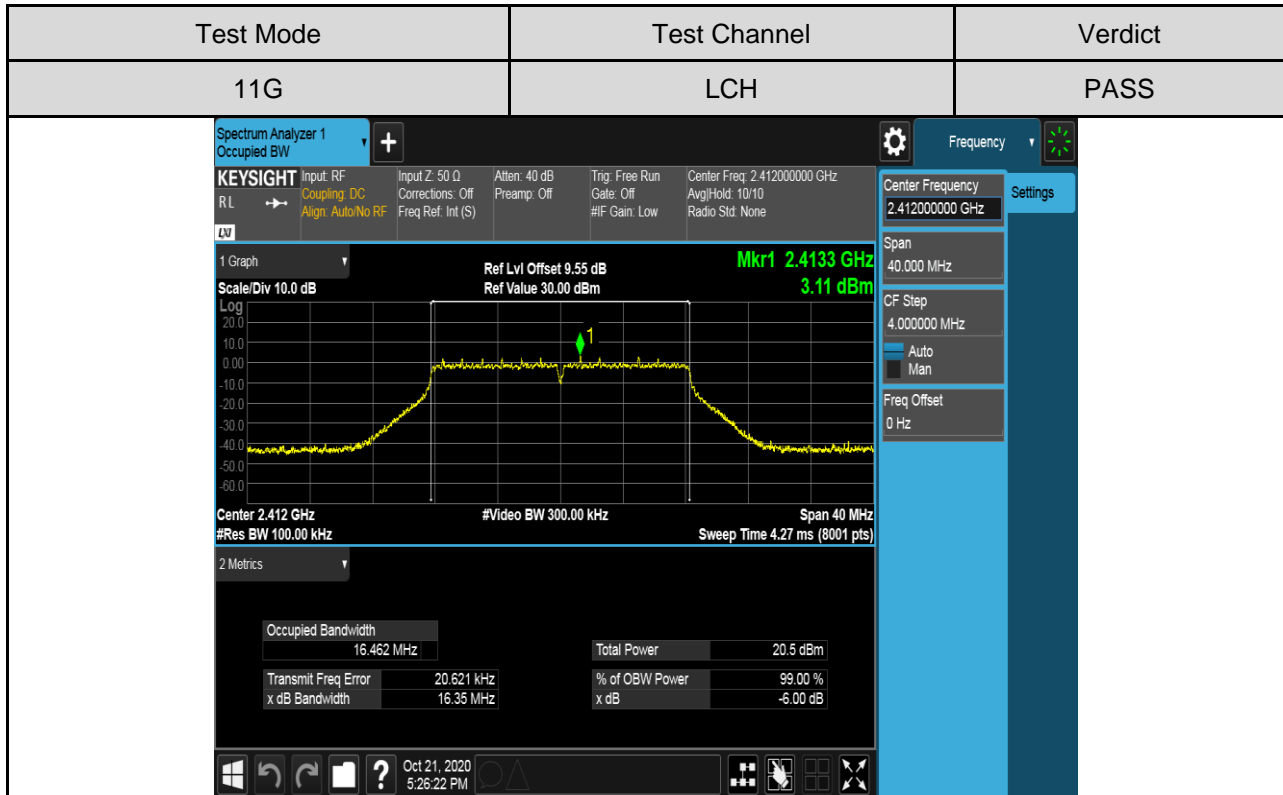 Test Mode Test Channel Verdict
11G LCH PASS
Spectrum Analyzer 1
Occupied BW
+
Frequency
KEYSIGHT
RL
LXI
Input: RF
Coupling: DC
Align: Auto/No RF
Input Z: 50 Ω
Corrections: Off
Freq Ref: Int (S)
Atten: 40 dB
Preamp: Off
Trig: Free Run
Gate: Off
#IF Gain: Low
Center Freq: 2.412000000 GHz
Avg|Hold: 10/10
Radio Std: None
Center Frequency
2.412000000 GHz
Settings
Span
40.000 MHz
CF Step
4.000000 MHz
Auto
Man
Freq Offset
0 Hz
1 Graph
Scale/Div 10.0 dB
Ref Lvl Offset 9.55 dB
Ref Value 30.00 dBm
Mkr1 2.4133 GHz
3.11 dBm
Log
20.0
10.0
0.00
-10.0
-20.0
-30.0
-40.0
-50.0
-60.0
1
Center 2.412 GHz #Video BW 300.00 kHz Span 40 MHz
#Res BW 100.00 kHz Sweep Time 4.27 ms (8001 pts)
2 Metrics
Occupied Bandwidth
16.462 MHz
Total Power 20.5 dBm
Transmit Freq Error 20.621 kHz % of OBW Power 99.00 %
x dB Bandwidth 16.35 MHz x dB -6.00 dB
?
Oct 21, 2020
5:26:22 PM